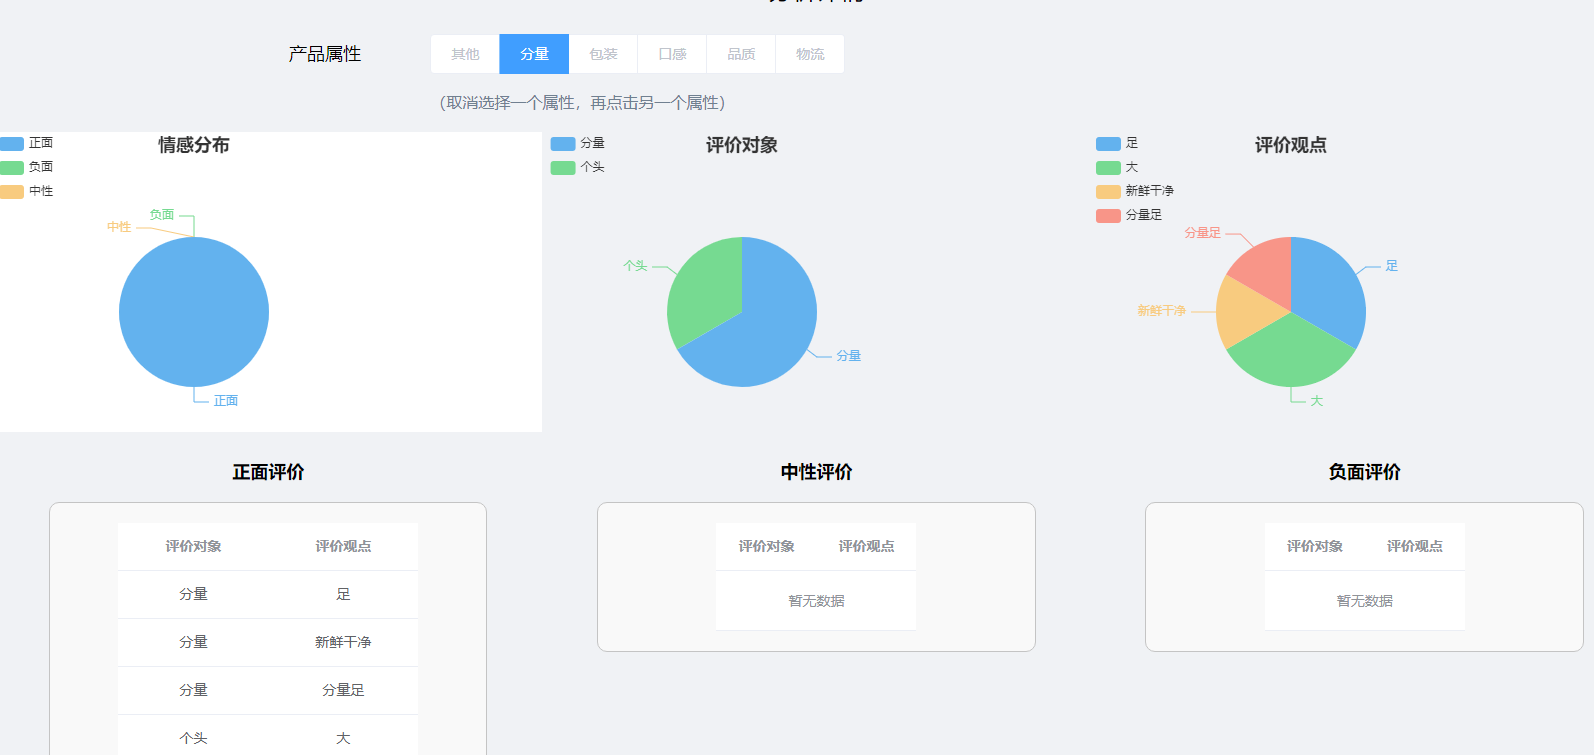 产品属性
其他 分量 包装 口感 品质 物流
（取消选择一个属性，再点击另一个属性）
正面
负面
中性
情感分布
负面
中性
正面
分量
个头
评价对象
个头
分量
足
大
新鲜干净
分量足
评价观点
分量足
足
新鲜干净
大
正面评价
评价对象 评价观点
分量 足
分量 新鲜干净
分量 分量足
个头 大
中性评价
评价对象 评价观点
暂无数据
负面评价
评价对象 评价观点
暂无数据